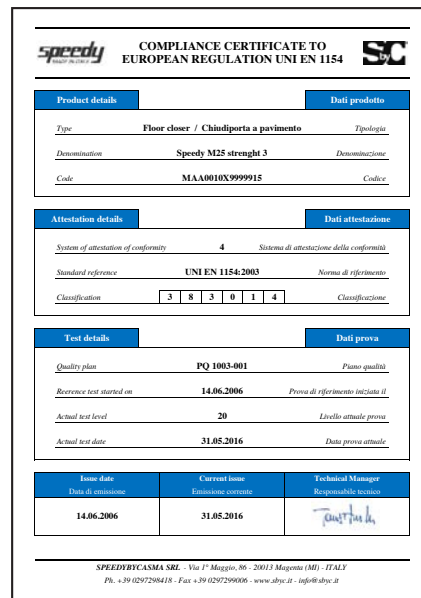 speedy
MADE IN ITALY
COMPLIANCE CERTIFICATE TO
EUROPEAN REGULATION UNI EN 1154
SbyC
Product details Dati prodotto
Type Floor closer / Chiudiporta a pavimento Tipologia
Denomination Speedy M25 strenght 3 Denominazione
Code MAA0010X9999915 Codice
Attestation details Dati attestazione
System of attestation of conformity 4 Sistema di attestazione della conformità
Standard reference UNI EN 1154:2003 Norma di riferimento
Classification 3 8 3 0 1 4 Classificazione
Test details Dati prova
Quality plan PQ 1003-001 Piano qualità
Reerence test started on 14.06.2006 Prova di riferimento iniziata il
Actual test level 20 Livello attuale prova
Actual test date 31.05.2016 Data prova attuale
Issue date Current issue Technical Manager
Data di emissione Emissione corrente Responsabile tecnico
14.06.2006 31.05.2016
SPEEDYBYCASMA SRL - Via 1° Maggio, 86 - 20013 Magenta (MI) - ITALY
Ph. +39 0297298418 - Fax +39 0297299006 - www.sbyc.it - info@sbyc.it